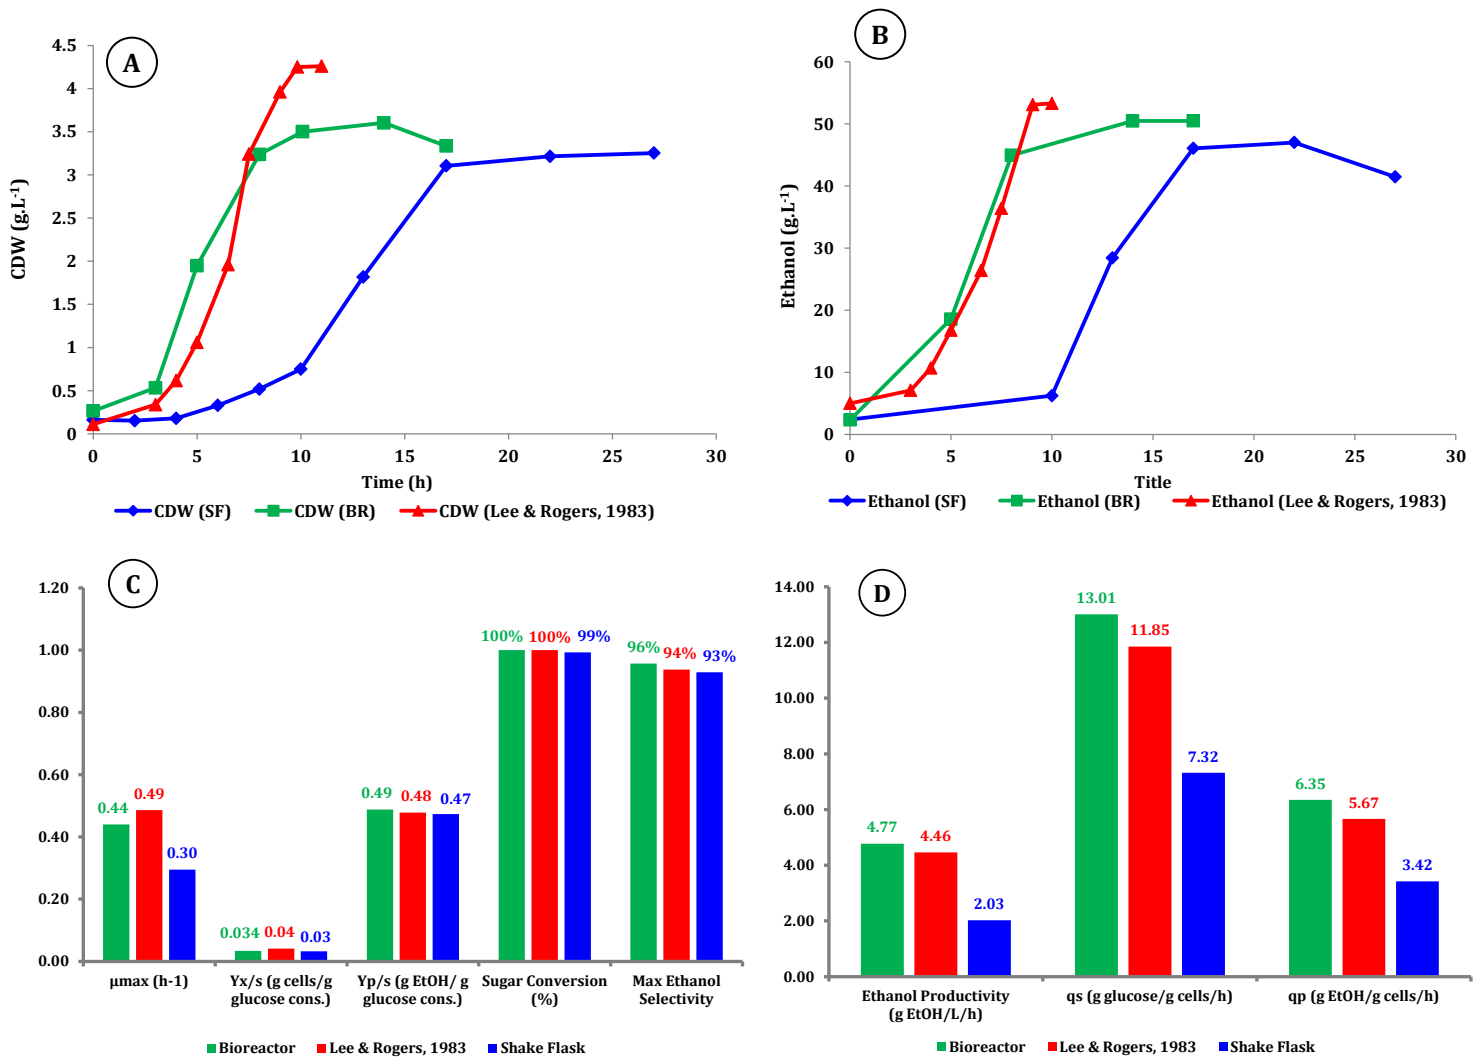 A
CDW (g.L-1)
4.5
4
3.5
3
2.5
2
1.5
1
0.5
0
0 5 10 15 20 25 30
Time (h)
CDW (SF) CDW (BR) CDW (Lee & Rogers, 1983)
B
Ethanol (g.L-1)
60
50
40
30
20
10
0
0 5 10 15 20 25 30
Title
Ethanol (SF) Ethanol (BR) Ethanol (Lee & Rogers, 1983)
C
1.20
1.00
0.80
0.60
0.40
0.20
0.00
0.44 0.49 0.30
0.034 0.04 0.03
0.49 0.48 0.47
100% 100% 99%
96% 94% 93%
μmax (h-1)
Yx/s (g cells/g
glucose cons.)
Yp/s (g EtOH/ g
glucose cons.)
Sugar Conversion
(%)
Max Ethanol
Selectivity
Bioreactor Lee & Rogers, 1983 Shake Flask
D
14.00
12.00
10.00
8.00
6.00
4.00
2.00
0.00
4.77 4.46 2.03
13.01 11.85 7.32
6.35 5.67 3.42
Ethanol Productivity
(g EtOH/L/h)
qs (g glucose/g cells/h)
qp (g EtOH/g cells/h)
Bioreactor Lee & Rogers, 1983 Shake Flask